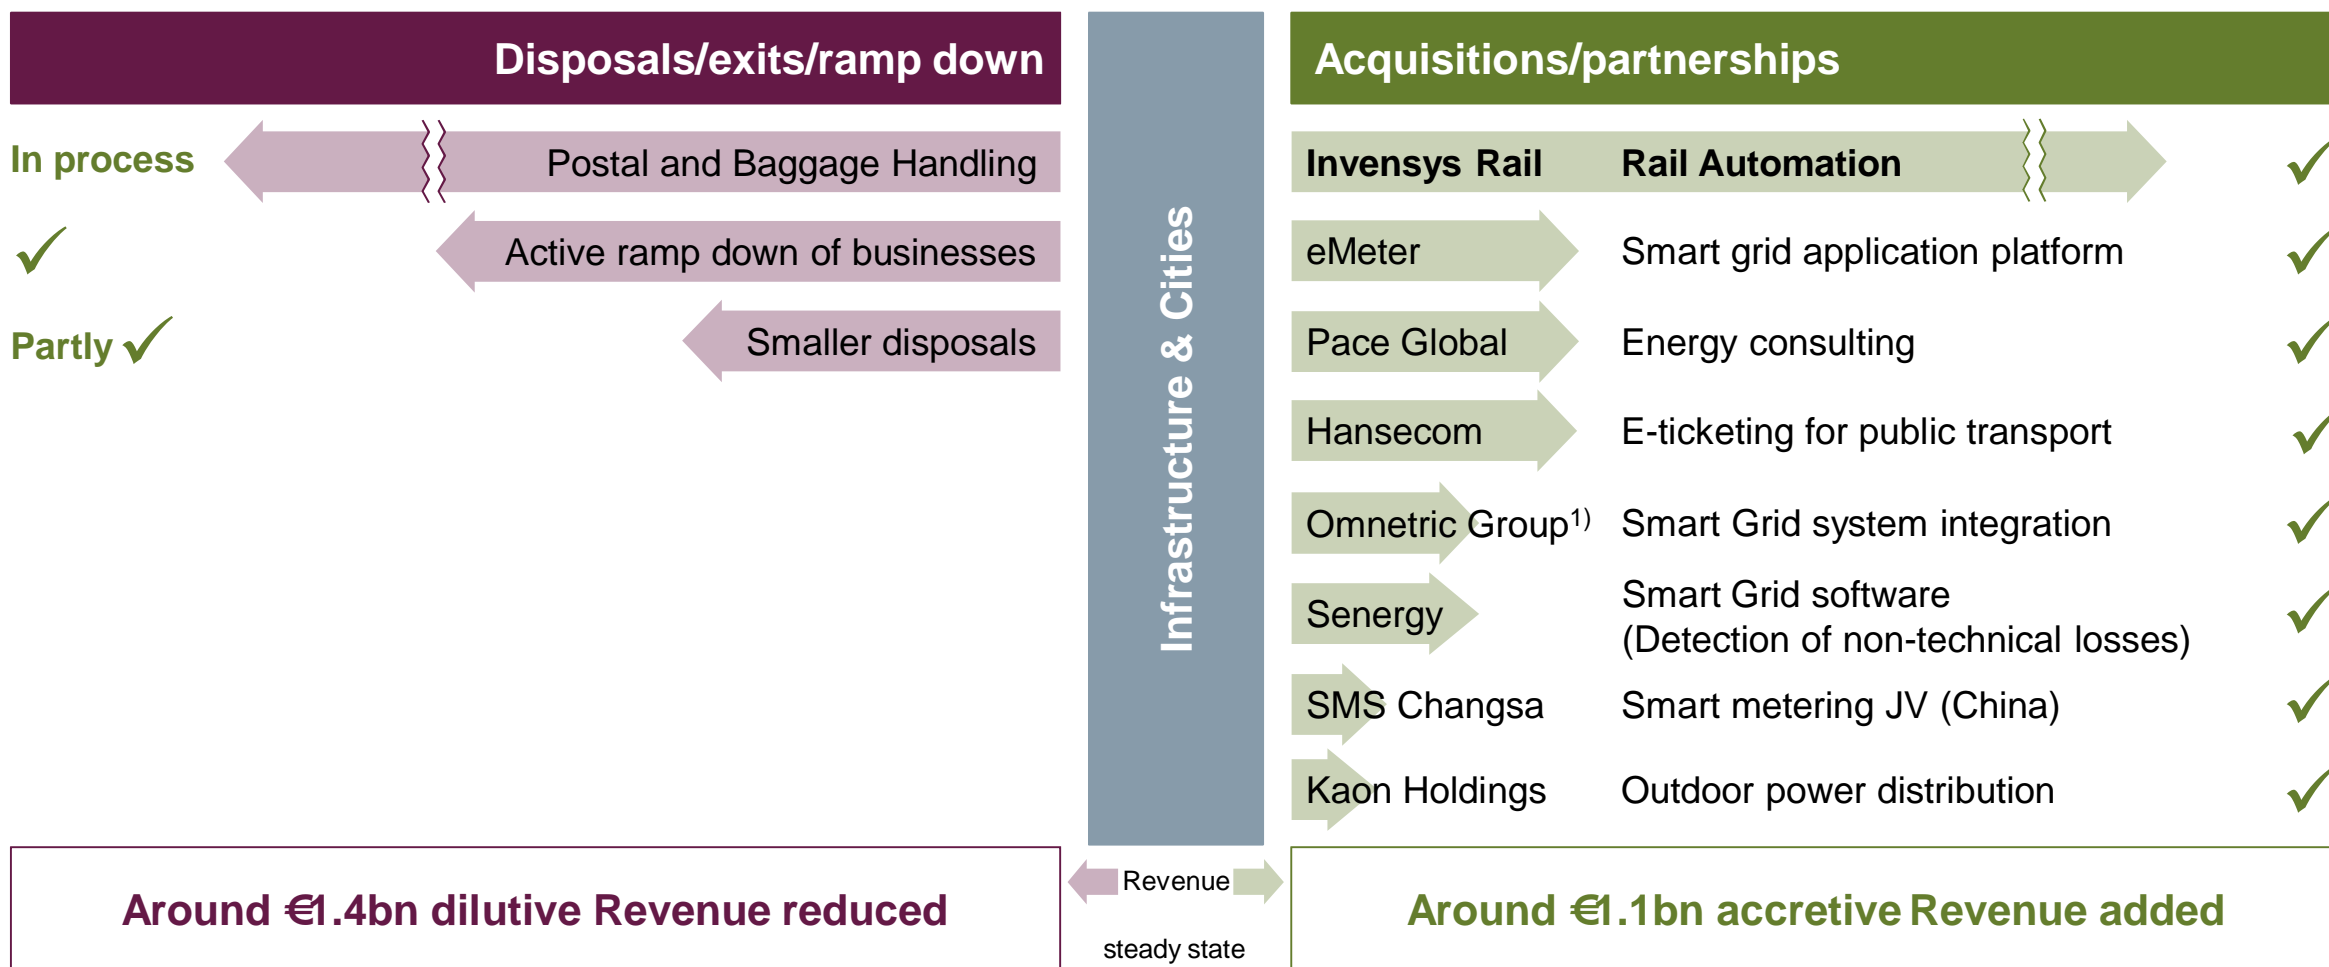 Disposals/exits/ramp down
Acquisitions/partnerships
In process
Postal and Baggage Handling
Active ramp down of businesses
Partly
Smaller disposals
Infrastructure & Cities
Invensys Rail Rail Automation
eMeter Smart grid application platform
Pace Global Energy consulting
Hansecom E-ticketing for public transport
Omnetric Group1) Smart Grid system integration
Senergy Smart Grid software
(Detection of non-technical losses)
SMS Changsa Smart metering JV (China)
Kaon Holdings Outdoor power distribution
Around €1.4bn dilutive Revenue reduced
Revenue
steady state
Around €1.1bn accretive Revenue added